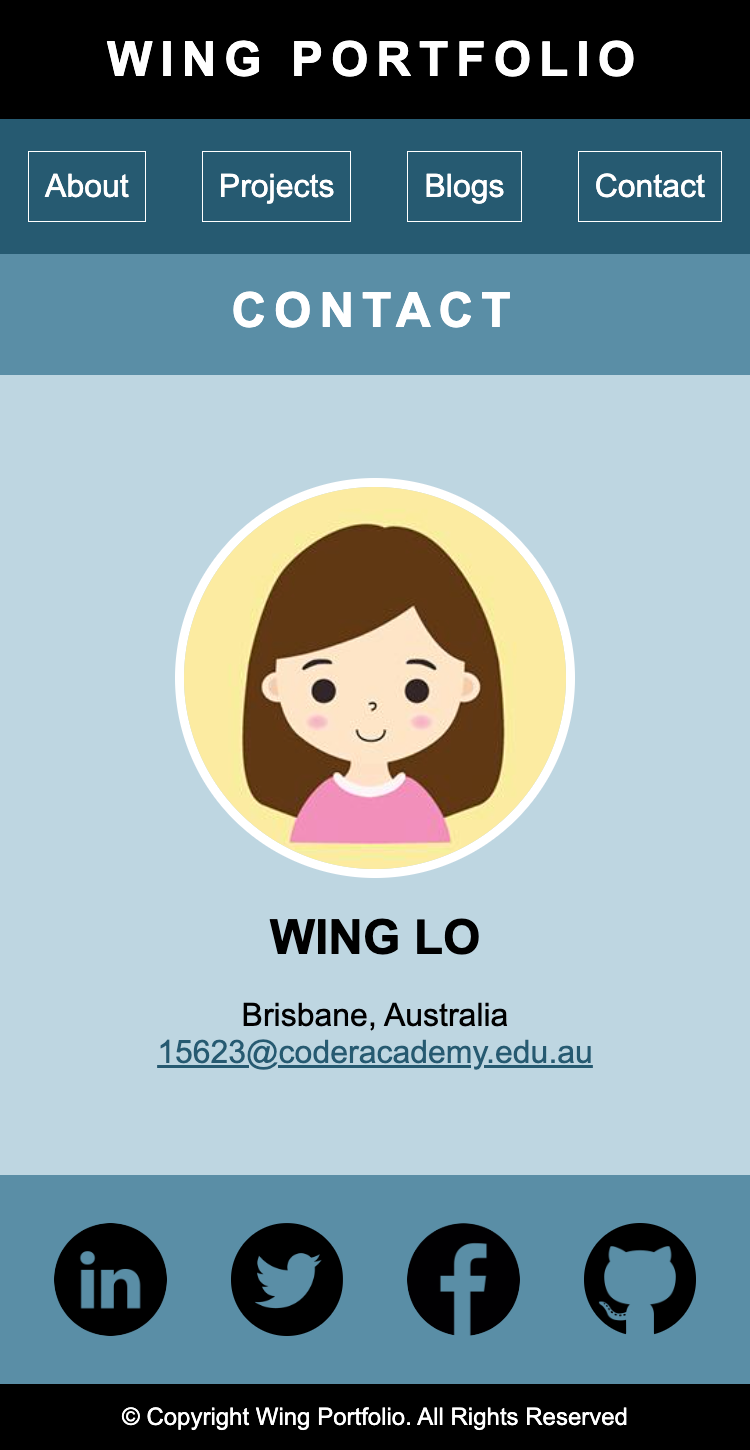 WING PORTFOLIO
About Projects Blogs Contact
CONTACT
WING LO
Brisbane, Australia
15623@coderacademy.edu.au
in
© Copyright Wing Portfolio. All Rights Reserved